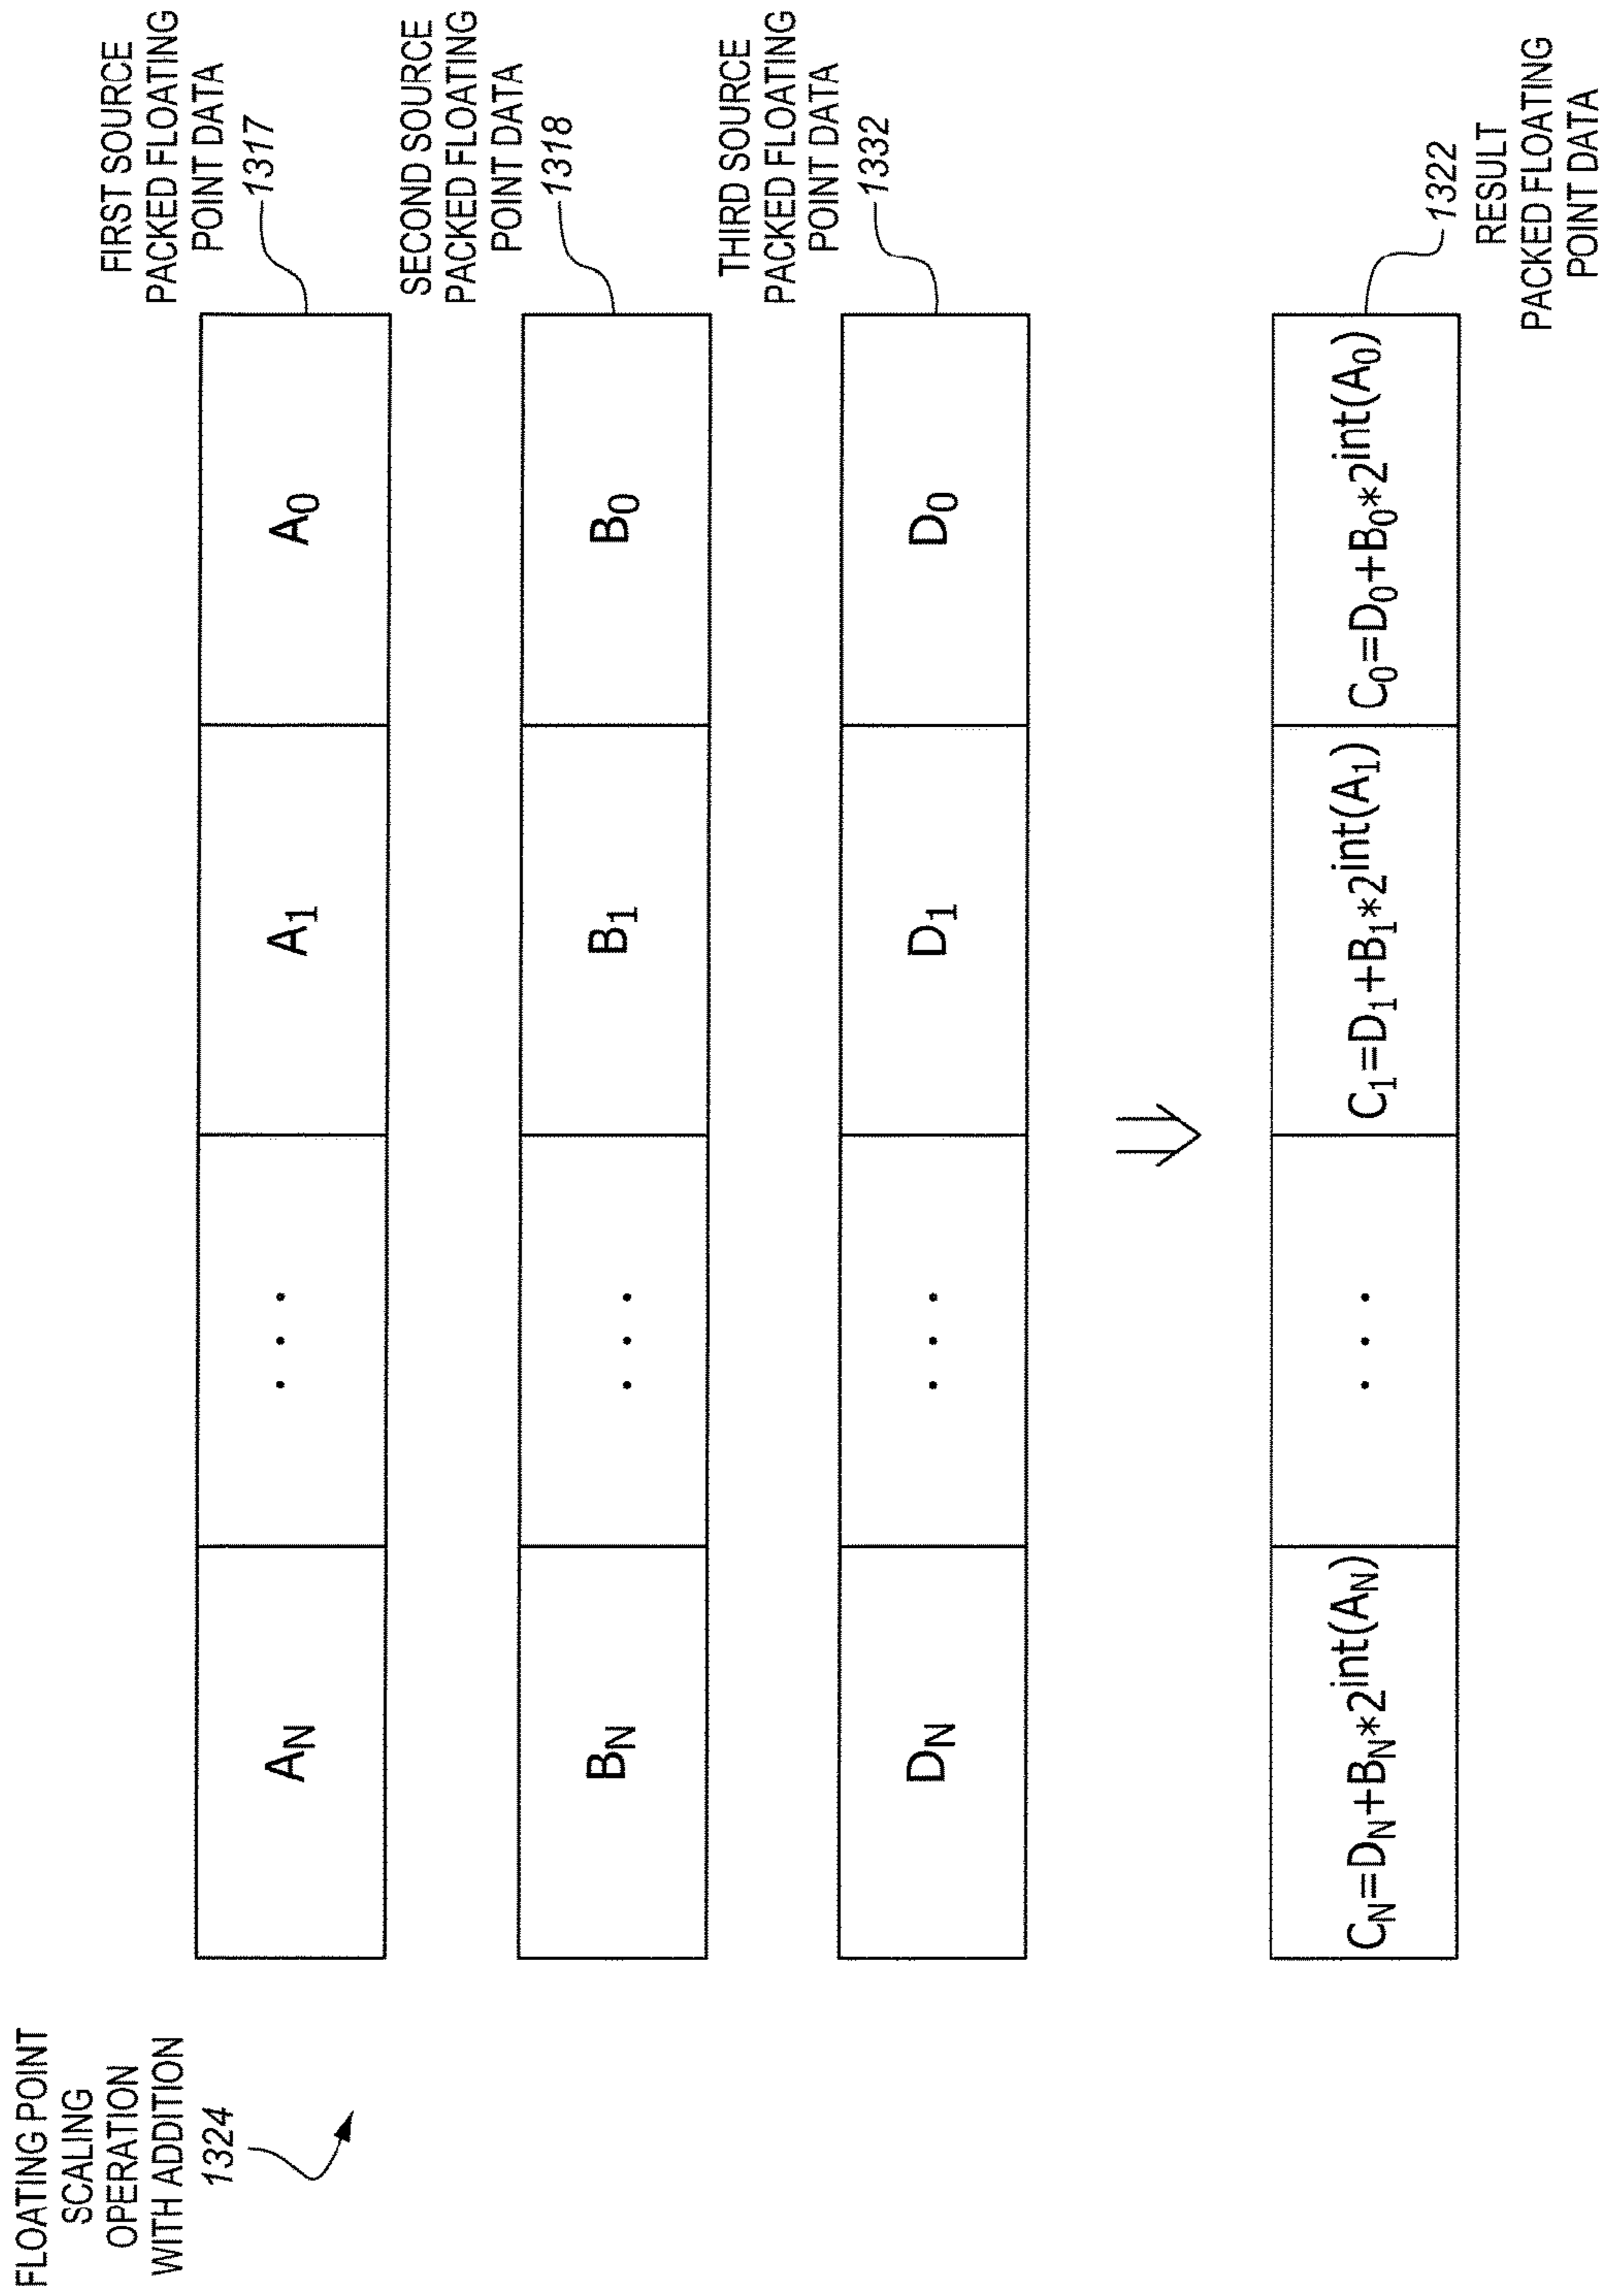 FLOATING POINT
SCALING
OPERATION
WITH ADDITION
1324
FIRST SOURCE
PACKED FLOATING
POINT DATA
1317
A_N
. . .
A_1
A_0
SECOND SOURCE
PACKED FLOATING
POINT DATA
1318
B_N
. . .
B_1
B_0
THIRD SOURCE
PACKED FLOATING
POINT DATA
1332
D_N
. . .
D_1
D_0
C_N=D_N+B_N*2^int(A_N)
. . .
C_1=D_1+B_1*2^int(A_1)
C_0=D_0+B_0*2^int(A_0)
1322
RESULT
PACKED FLOATING
POINT DATA